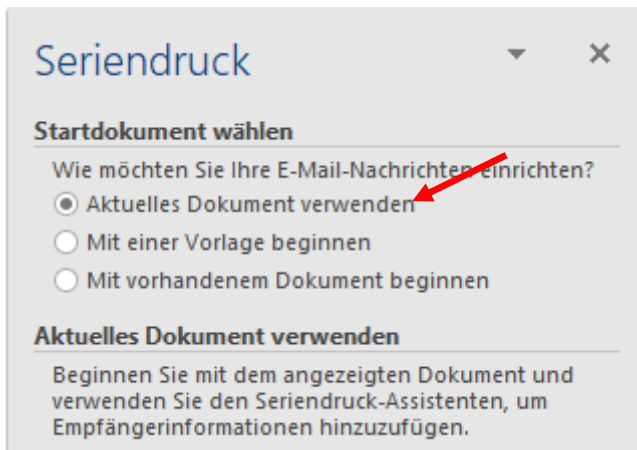 Seriendruck
Startdokument wählen
Wie möchten Sie Ihre E-Mail-Nachrichten einrichten?
Aktuelles Dokument verwenden
Mit einer Vorlage beginnen
Mit vorhandenem Dokument beginnen
Aktuelles Dokument verwenden
Beginnen Sie mit dem angezeigten Dokument und
verwenden Sie den Seriendruck-Assistenten, um
Empfängerinformationen hinzuzufügen.